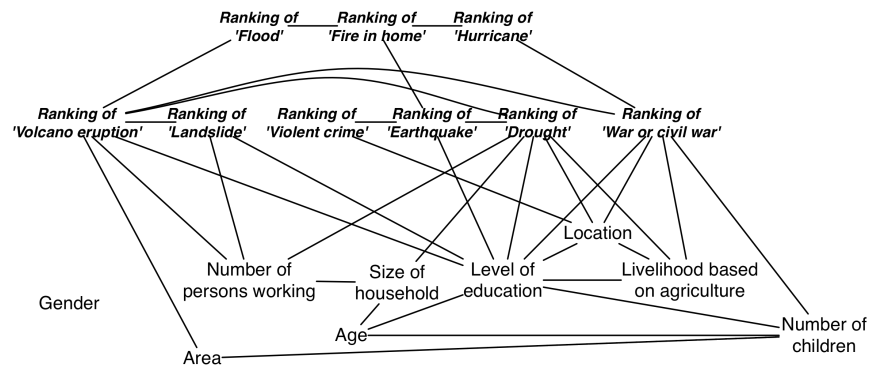 Ranking of
'Flood'
Ranking of
'Fire in home'
Ranking of
'Hurricane'
Ranking of
'Volcano eruption'
Ranking of
'Landslide'
Ranking of
'Violent crime'
Ranking of
'Earthquake'
Ranking of
'Drought'
Ranking of
'War or civil war'
Location
Number of
persons working
Size of
household
Level of
education
Livelihood based
on agriculture
Gender
Age
Number of
children
Area